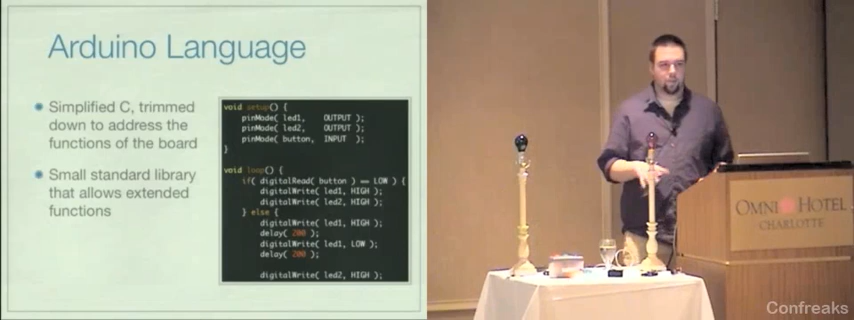 Arduino Language
Simplified C, trimmed
down to address the
functions of the board
Small standard library
that allows extended
functions
void setup() {
pinMode( led1, OUTPUT );
pinMode( led2, OUTPUT );
pinMode( button, INPUT );
}
void loop() {
if( digitalRead( button ) == LOW ) {
digitalWrite( led1, HIGH );
digitalWrite( led2, HIGH );
} else {
digitalWrite( led1, HIGH );
delay( 200 );
digitalWrite( led1, LOW );
delay( 200 );
digitalWrite( led2, HIGH );
OMNI HOTEL
CHARLOTTE
Confreaks